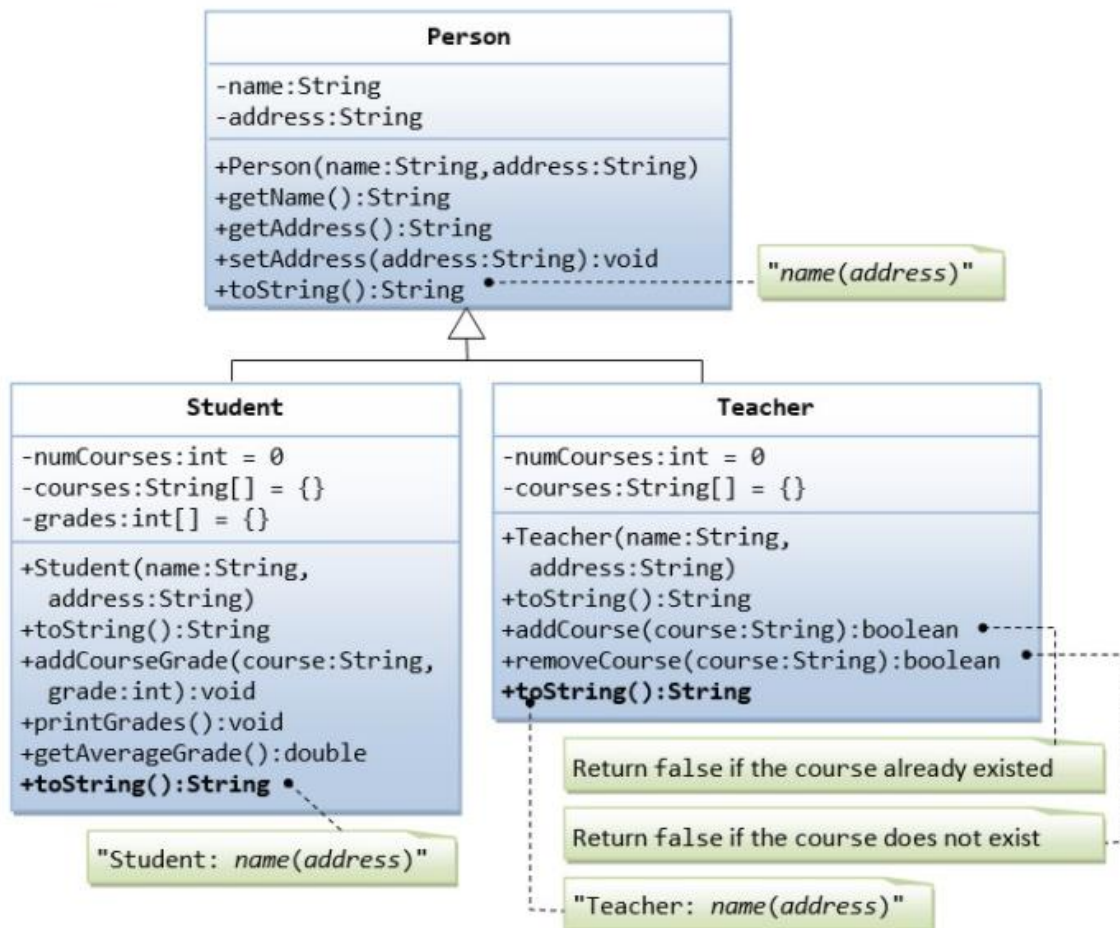 Person
-name:String
-address:String
+Person(name:String,address:String)
+getName():String
+getAddress():String
+setAddress(address:String):void
+toString():String
"name(address)"
Student
-numCourses:int = 0
-courses:String[] = {}
-grades:int[] = {}
+Student(name:String,
address:String)
+toString():String
+addCourseGrade(course:String,
grade:int):void
+printGrades():void
+getAverageGrade():double
+toString():String
"Student: name(address)"
Teacher
-numCourses:int = 0
-courses:String[] = {}
+Teacher(name:String,
address:String)
+toString():String
+addCourse(course:String):boolean
+removeCourse(course:String):boolean
+toString():String
Return false if the course already existed
Return false if the course does not exist
"Teacher: name(address)"